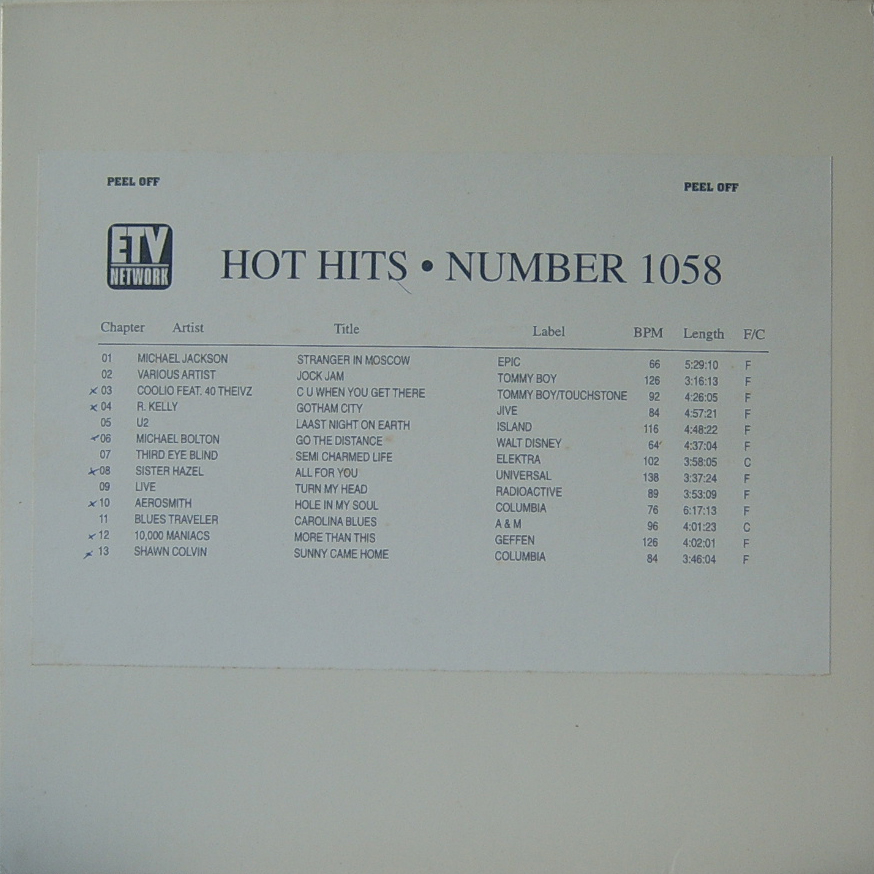 PEEL OFF PEEL OFF
ETV
NETWORK
HOT HITS • NUMBER 1058
Chapter Artist Title Label BPM Length F/C
01 MICHAEL JACKSON STRANGER IN MOSCOW EPIC 66 5:29:10 F
02 VARIOUS ARTIST JOCK JAM TOMMY BOY 126 3:16:13 F
x 03 COOLIO FEAT. 40 THEIVZ C U WHEN YOU GET THERE TOMMY BOY/TOUCHSTONE 92 4:26:05 F
x 04 R. KELLY GOTHAM CITY JIVE 84 4:57:21 F
05 U2 LAAST NIGHT ON EARTH ISLAND 116 4:48:22 F
x 06 MICHAEL BOLTON GO THE DISTANCE WALT DISNEY 64 4:37:04 F
07 THIRD EYE BLIND SEMI CHARMED LIFE ELEKTRA 102 3:58:05 C
x 08 SISTER HAZEL ALL FOR YOU UNIVERSAL 138 3:37:24 F
09 LIVE TURN MY HEAD RADIOACTIVE 89 3:53:09 F
x 10 AEROSMITH HOLE IN MY SOUL COLUMBIA 76 6:17:13 F
11 BLUES TRAVELER CAROLINA BLUES A & M 96 4:01:23 C
x 12 10,000 MANIACS MORE THAN THIS GEFFEN 126 4:02:01 F
x 13 SHAWN COLVIN SUNNY CAME HOME COLUMBIA 84 3:46:04 F